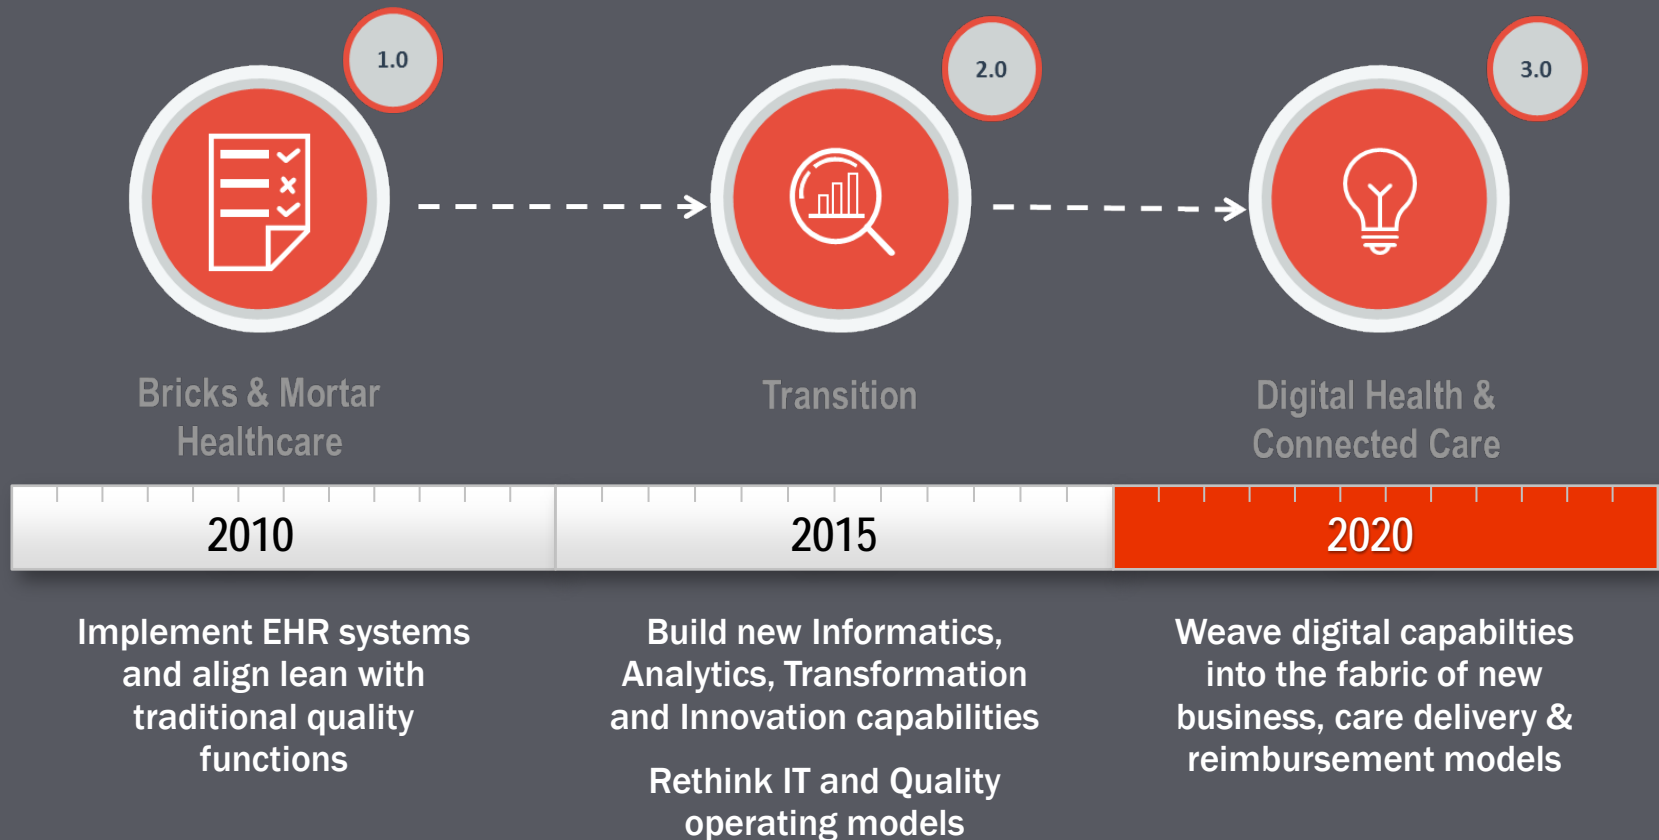 1.0
2.0
3.0
Bricks & Mortar
Healthcare
Transition
Digital Health &
Connected Care
2010
2015
2020
Implement EHR systems
and align lean with
traditional quality
functions
Build new Informatics,
Analytics, Transformation
and Innovation capabilities
Rethink IT and Quality
operating models
Weave digital capabilties
into the fabric of new
business, care delivery &
reimbursement models